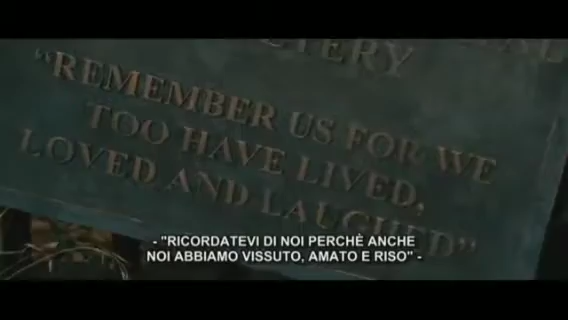 "REMEMBER US FOR WE
TOO HAVE LIVED,
LOVED AND LAUGHED"
- "RICORDATEVI DI NOI PERCHÈ ANCHE
NOI ABBIAMO VISSUTO, AMATO E RISO" -